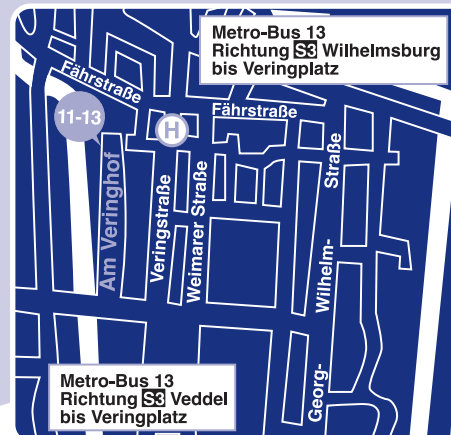 Metro-Bus 13
Richtung S3 Wilhelmsburg
bis Veringplatz
Fährstraße
Fährstraße
11-13
H
Am Veringhof
Veringstraße
Weimarer Straße
Georg-
Wilhelm-
Straße
Metro-Bus 13
Richtung S3 Veddel
bis Veringplatz